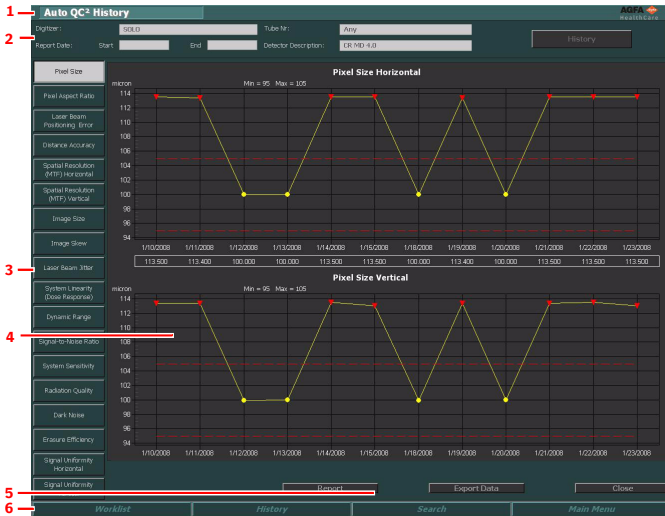 1
Auto QC² History
AGFA
HealthCare
2
Digitizer:
SOLO
Tube Nr:
Any
History
Report Date:
Start
End
Detector Description:
CR MD 4.0
Pixel Size
Pixel Aspect Ratio
Laser Beam
Positioning Error
Distance Accuracy
Spatial Resolution
(MTF) Horizontal
Spatial Resolution
(MTF) Vertical
Image Size
Image Skew
3
Laser Beam Jitter
System Linearity
(Dose Response)
Dynamic Range
4
Signal-to-Noise Ratio
System Sensitivity
Radiation Quality
Dark Noise
Erasure Efficiency
Signal Uniformity
Horizontal
Signal Uniformity
Pixel Size Horizontal
micron
Min = 95 Max = 105
114
112
110
108
106
104
102
100
98
96
94
1/10/2008 1/11/2008 1/12/2008 1/13/2008 1/14/2008 1/15/2008 1/18/2008 1/19/2008 1/20/2008 1/21/2008 1/22/2008 1/23/2008
113.500 113.400 100.000 100.000 113.500 113.500 100.000 113.400 100.000 113.500 113.500 113.500
Pixel Size Vertical
micron
Min = 95 Max = 105
114
112
110
108
106
104
102
100
98
96
94
1/10/2008 1/11/2008 1/12/2008 1/13/2008 1/14/2008 1/15/2008 1/18/2008 1/19/2008 1/20/2008 1/21/2008 1/22/2008 1/23/2008
5
Report
Export Data
Close
6
Worklist
History
Search
Main Menu